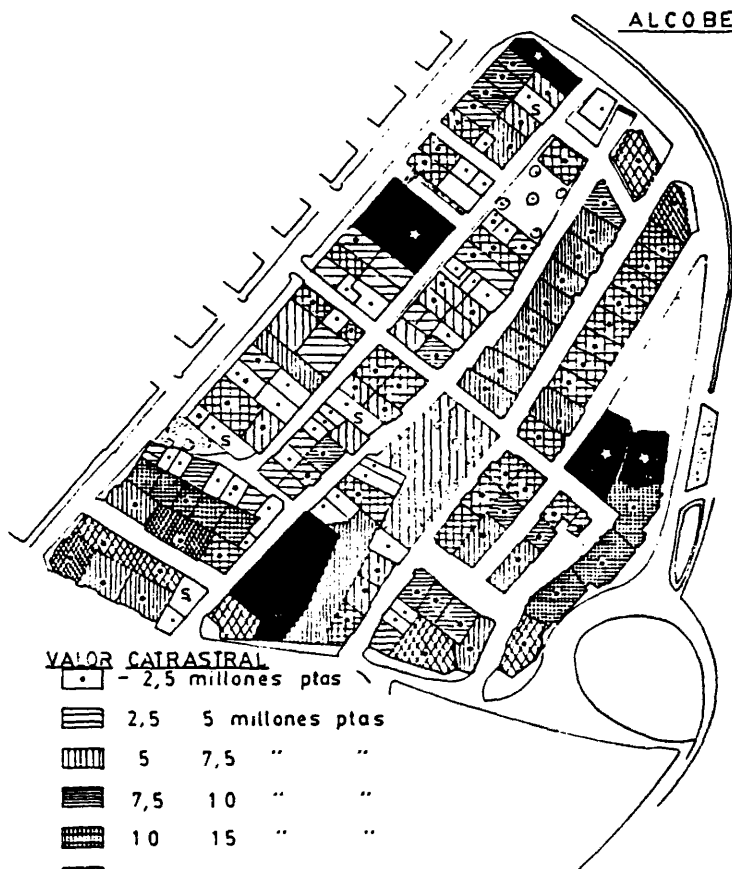 ALCOBE
S
S
S
S
VALOR CATRASTRAL
- 2,5 millones ptas
2,5 5 millones ptas
5 7,5 " "
7,5 10 " "
10 15 " "